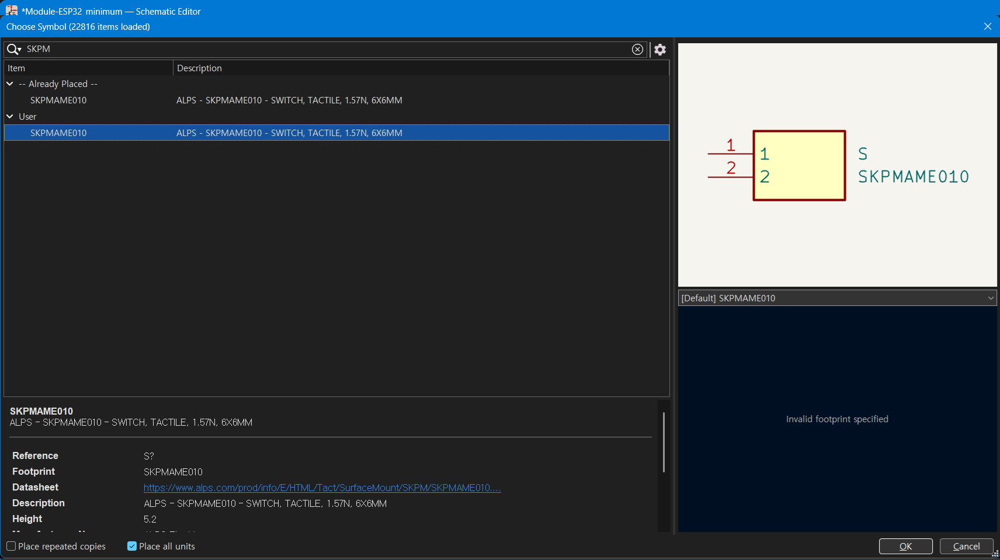 *Module-ESP32 minimum — Schematic Editor
Choose Symbol (22816 items loaded)
SKPM
Item Description
-- Already Placed --
SKPMAME010 ALPS - SKPMAME010 - SWITCH, TACTILE, 1.57N, 6X6MM
User
SKPMAME010 ALPS - SKPMAME010 - SWITCH, TACTILE, 1.57N, 6X6MM
1 1 S
2 2 SKPMAME010
[Default] SKPMAME010
Invalid footprint specified
SKPMAME010
ALPS - SKPMAME010 - SWITCH, TACTILE, 1.57N, 6X6MM
Reference S?
Footprint SKPMAME010
Datasheet https://www.alps.com/prod/info/E/HTML/Tact/SurfaceMount/SKPM/SKPMAME010....
Description ALPS - SKPMAME010 - SWITCH, TACTILE, 1.57N, 6X6MM
Height 5.2
Place repeated copies Place all units
OK Cancel